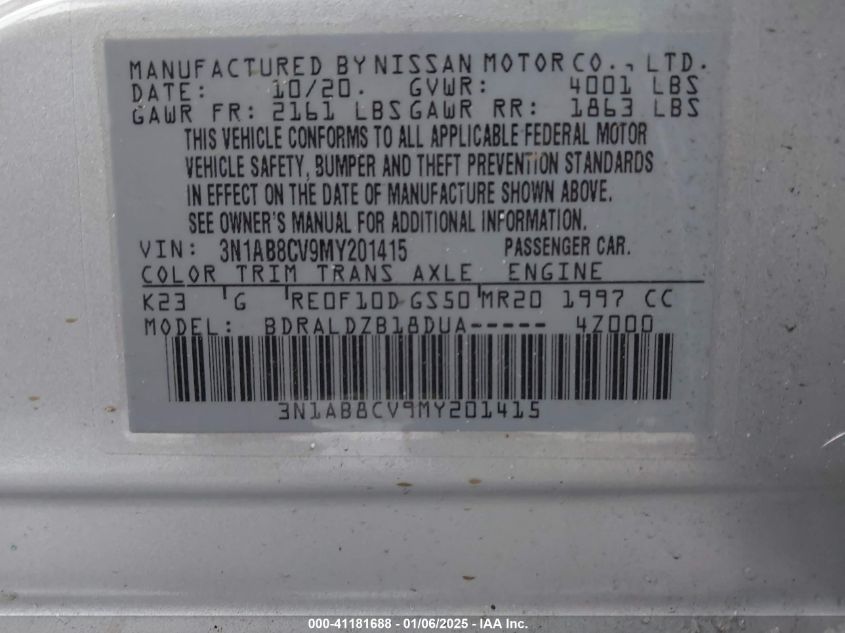 MANUFACTURED BY NISSAN MOTOR CO., LTD.
DATE: 10/20. GVWR: 4001 LBS
GAWR FR: 2161 LBS GAWR RR: 1863 LBS
THIS VEHICLE CONFORMS TO ALL APPLICABLE FEDERAL MOTOR
VEHICLE SAFETY, BUMPER AND THEFT PREVENTION STANDARDS
IN EFFECT ON THE DATE OF MANUFACTURE SHOWN ABOVE.
SEE OWNER'S MANUAL FOR ADDITIONAL INFORMATION.
VIN: 3N1AB8CV9MY201415 PASSENGER CAR.
COLOR TRIM TRANS AXLE ENGINE
K23 G RE0F10D GS50 MR20 1997 CC
MODEL: BDRALDZB18DUA----- 4Z000
3N1AB8CV9MY201415
000-41181688 - 01/06/2025 - IAA Inc.